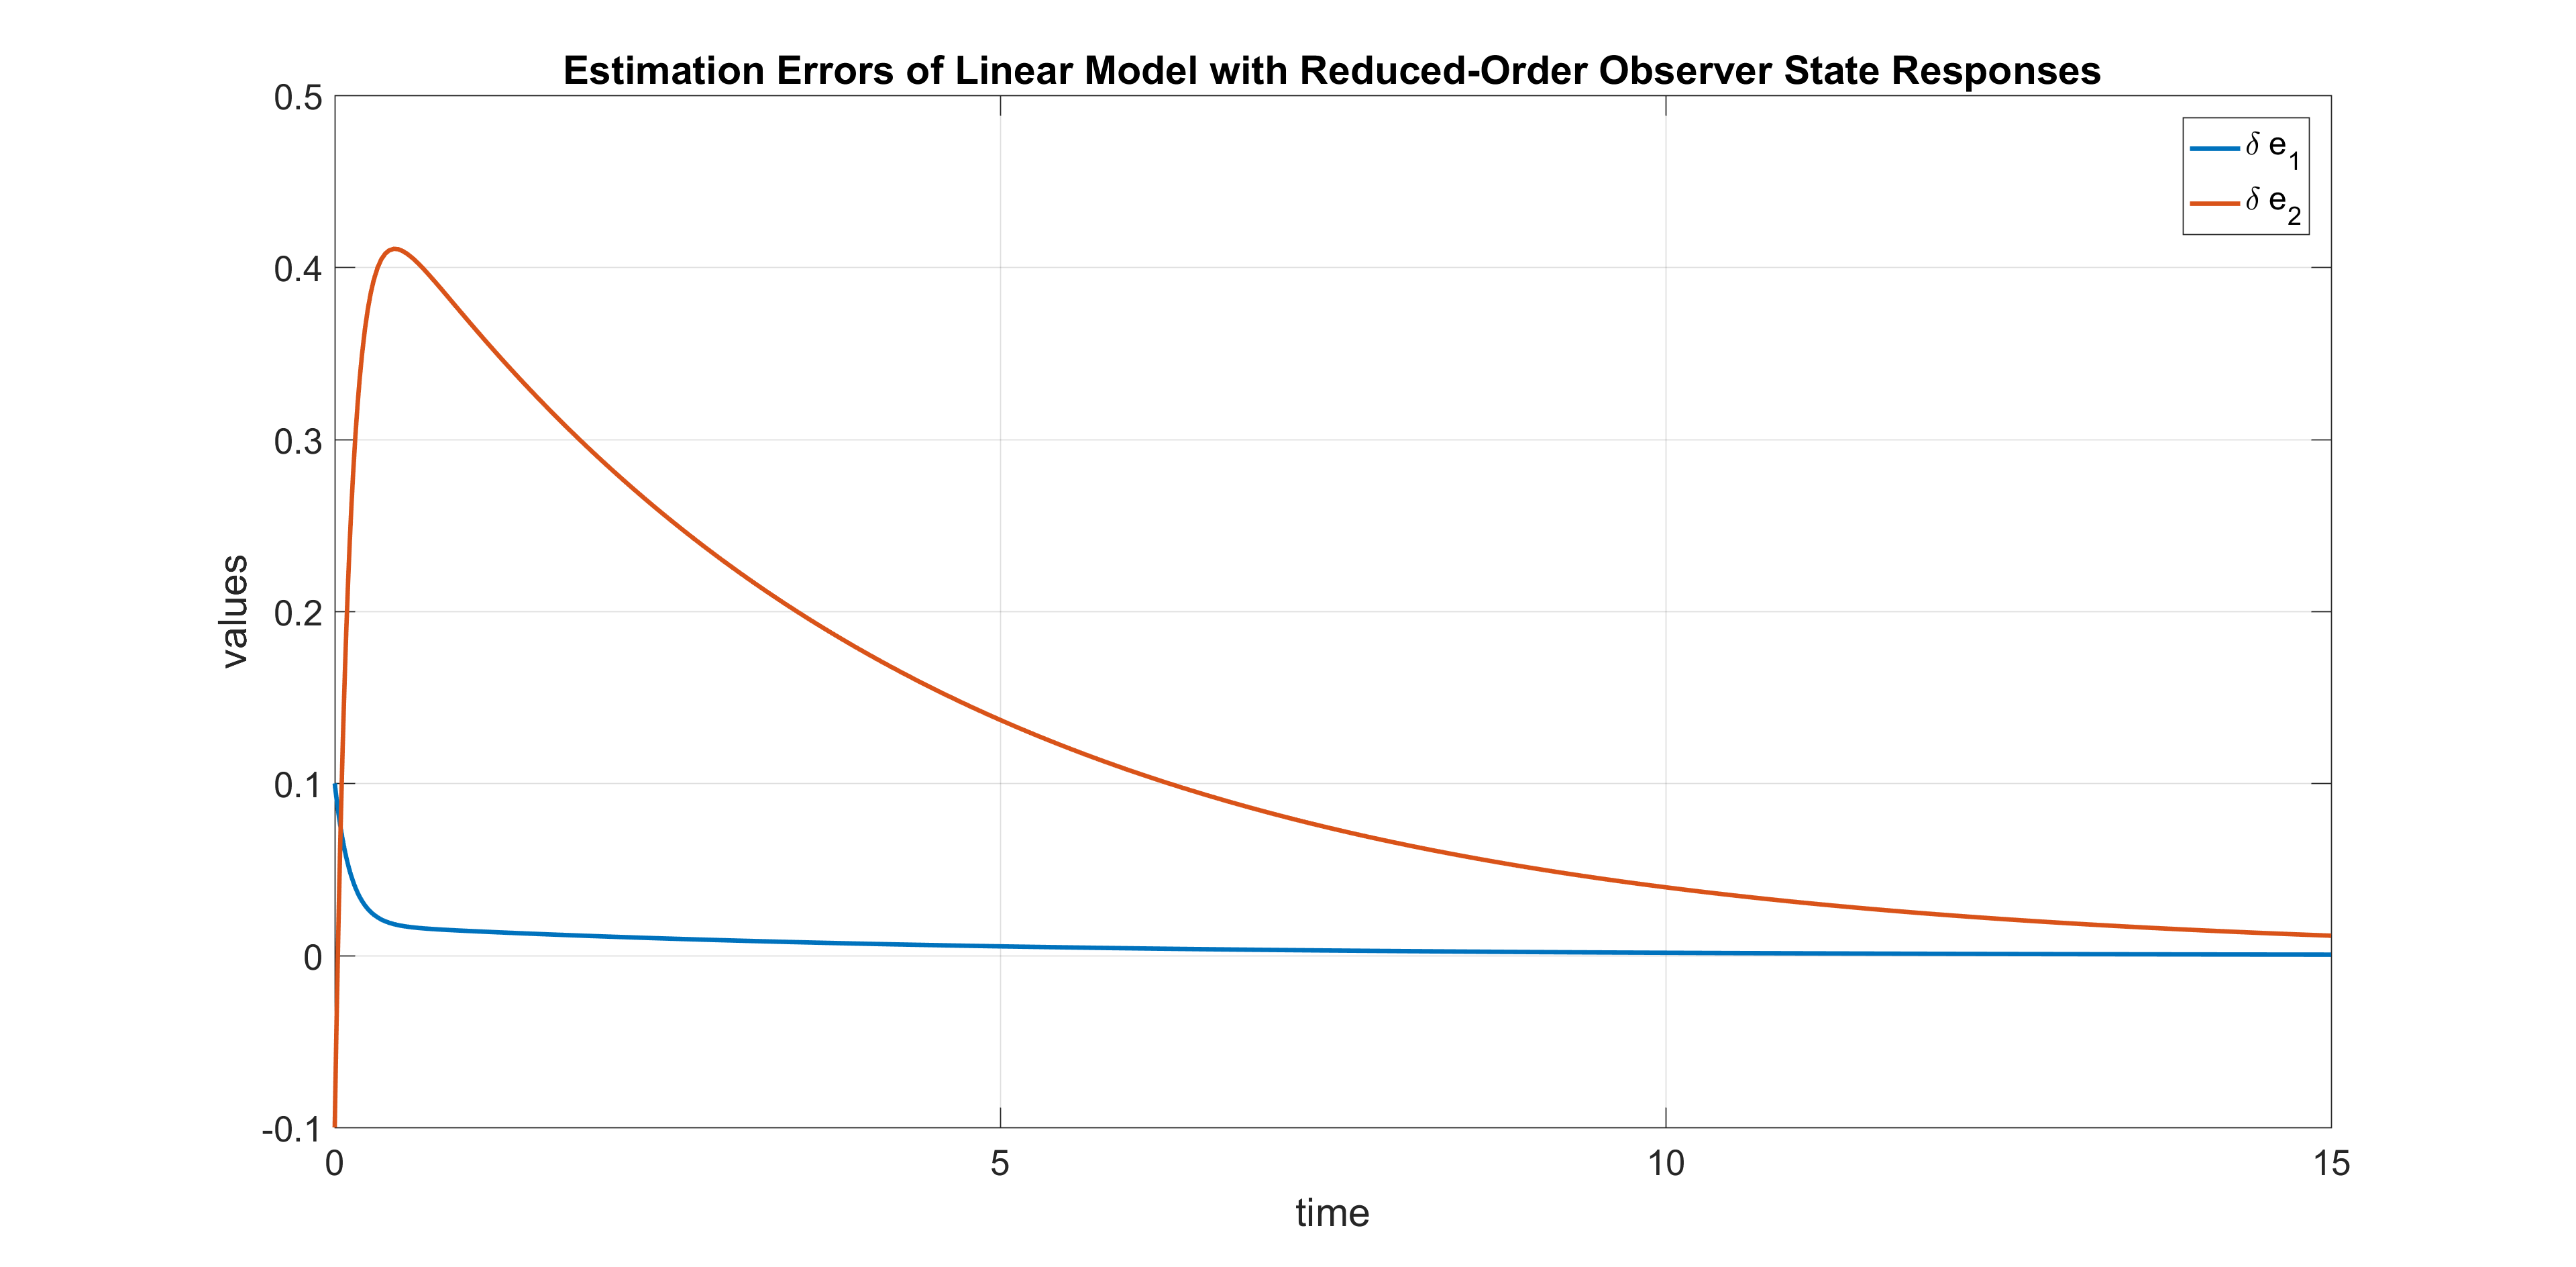 Estimation Errors of Linear Model with Reduced-Order Observer State Responses
0.5
0.4
0.3
0.2
0.1
0
-0.1
values
0
5
10
15
time
δ e₁
δ e₂